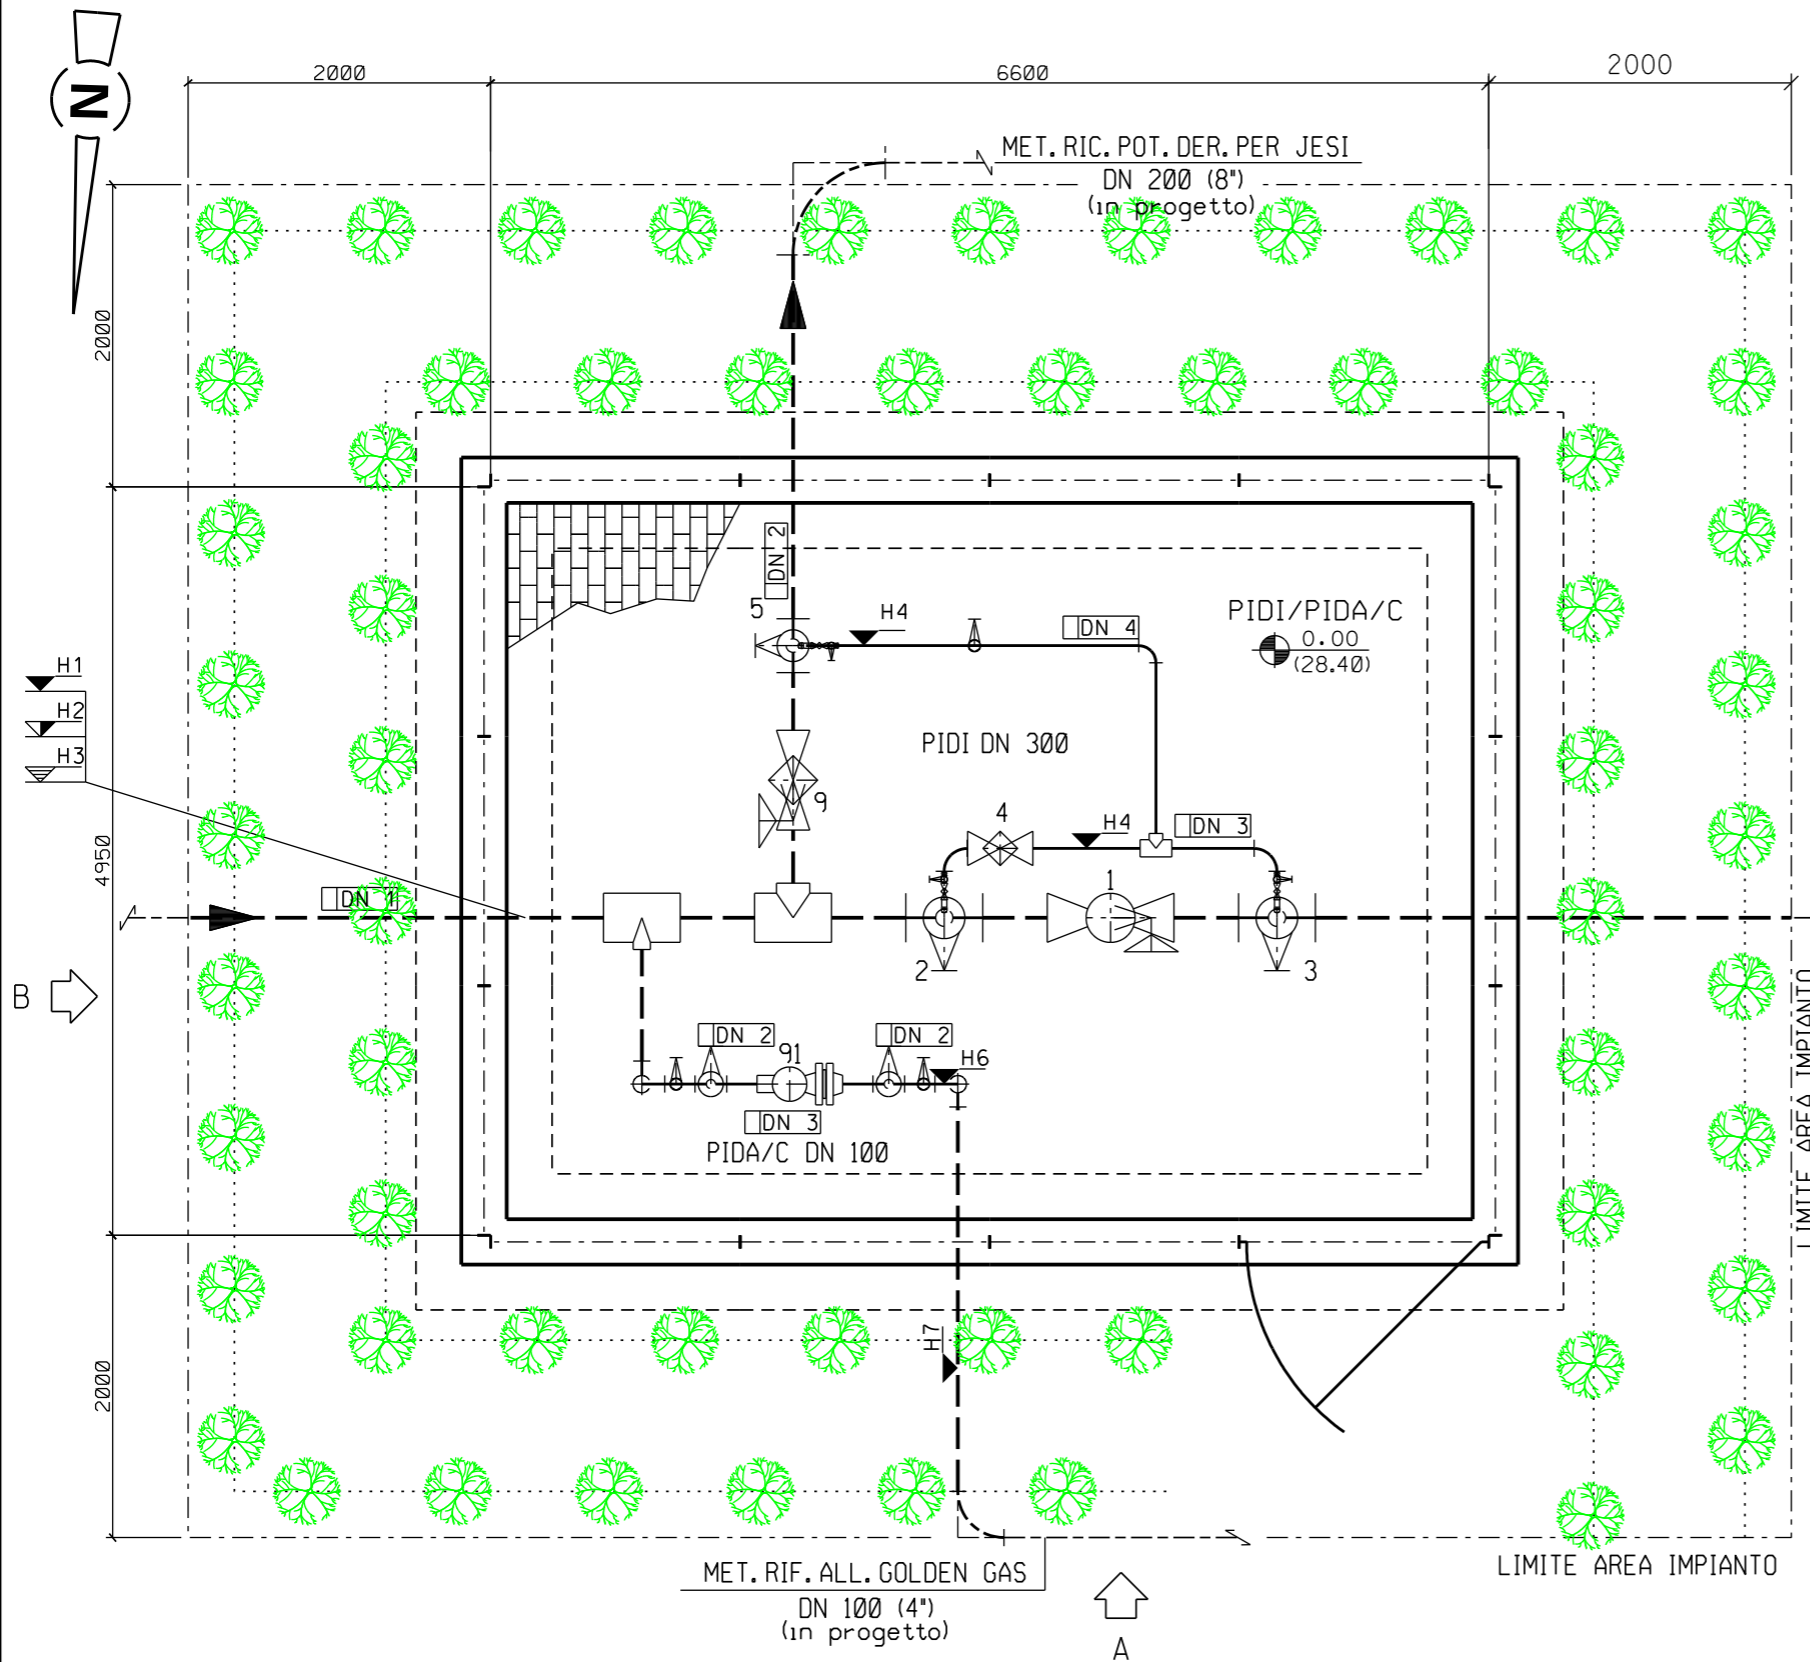 N
2000
6600
2000
MET.RIC.POT.DER.PER JESI
DN 200 (8")
(in progetto)
2000
DN 2
5
H4
DN 4
PIDI/PIDA/C
0.00
(28.40)
H1
H2
H3
PIDI DN 300
9
4
H4
DN 3
4950
DN 1
1
2
3
B
DN 2
91
DN 2
H6
DN 3
PIDA/C DN 100
LIMITE AREA IMPIANTO
H7
2000
MET.RIF.ALL.GOLDEN GAS
DN 100 (4")
(in progetto)
LIMITE AREA IMPIANTO
A